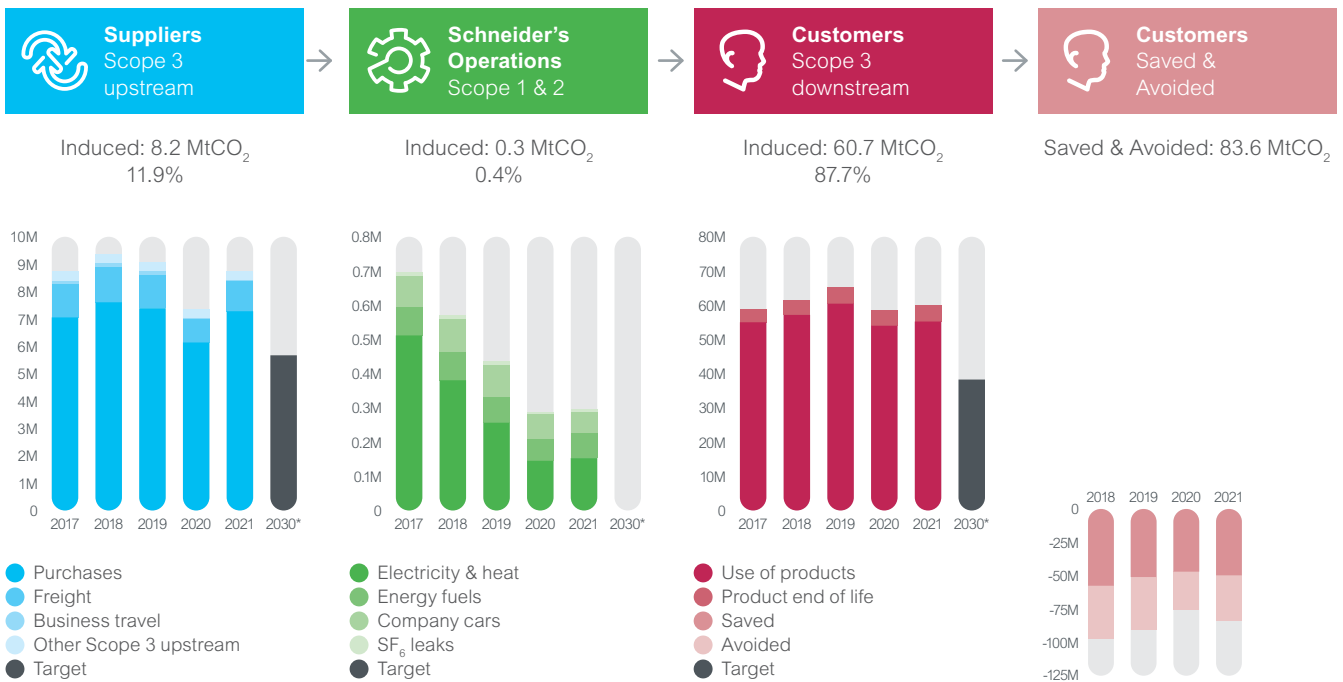 Suppliers
Scope 3
upstream
Schneider's
Operations
Scope 1 & 2
Customers
Scope 3
downstream
Customers
Saved &
Avoided
Induced: 8.2 MtCO₂
11.9%
Induced: 0.3 MtCO₂
0.4%
Induced: 60.7 MtCO₂
87.7%
Saved & Avoided: 83.6 MtCO₂
10M
9M
8M
7M
6M
5M
4M
3M
2M
1M
0
2017 2018 2019 2020 2021 2030*
0.8M
0.7M
0.6M
0.5M
0.4M
0.3M
0.2M
0.1M
0
2017 2018 2019 2020 2021 2030*
80M
70M
60M
50M
40M
30M
20M
10M
0
2017 2018 2019 2020 2021 2030*
2018 2019 2020 2021
0
-25M
-50M
-75M
-100M
-125M
Purchases
Freight
Business travel
Other Scope 3 upstream
Target
Electricity & heat
Energy fuels
Company cars
SF₆ leaks
Target
Use of products
Product end of life
Saved
Avoided
Target